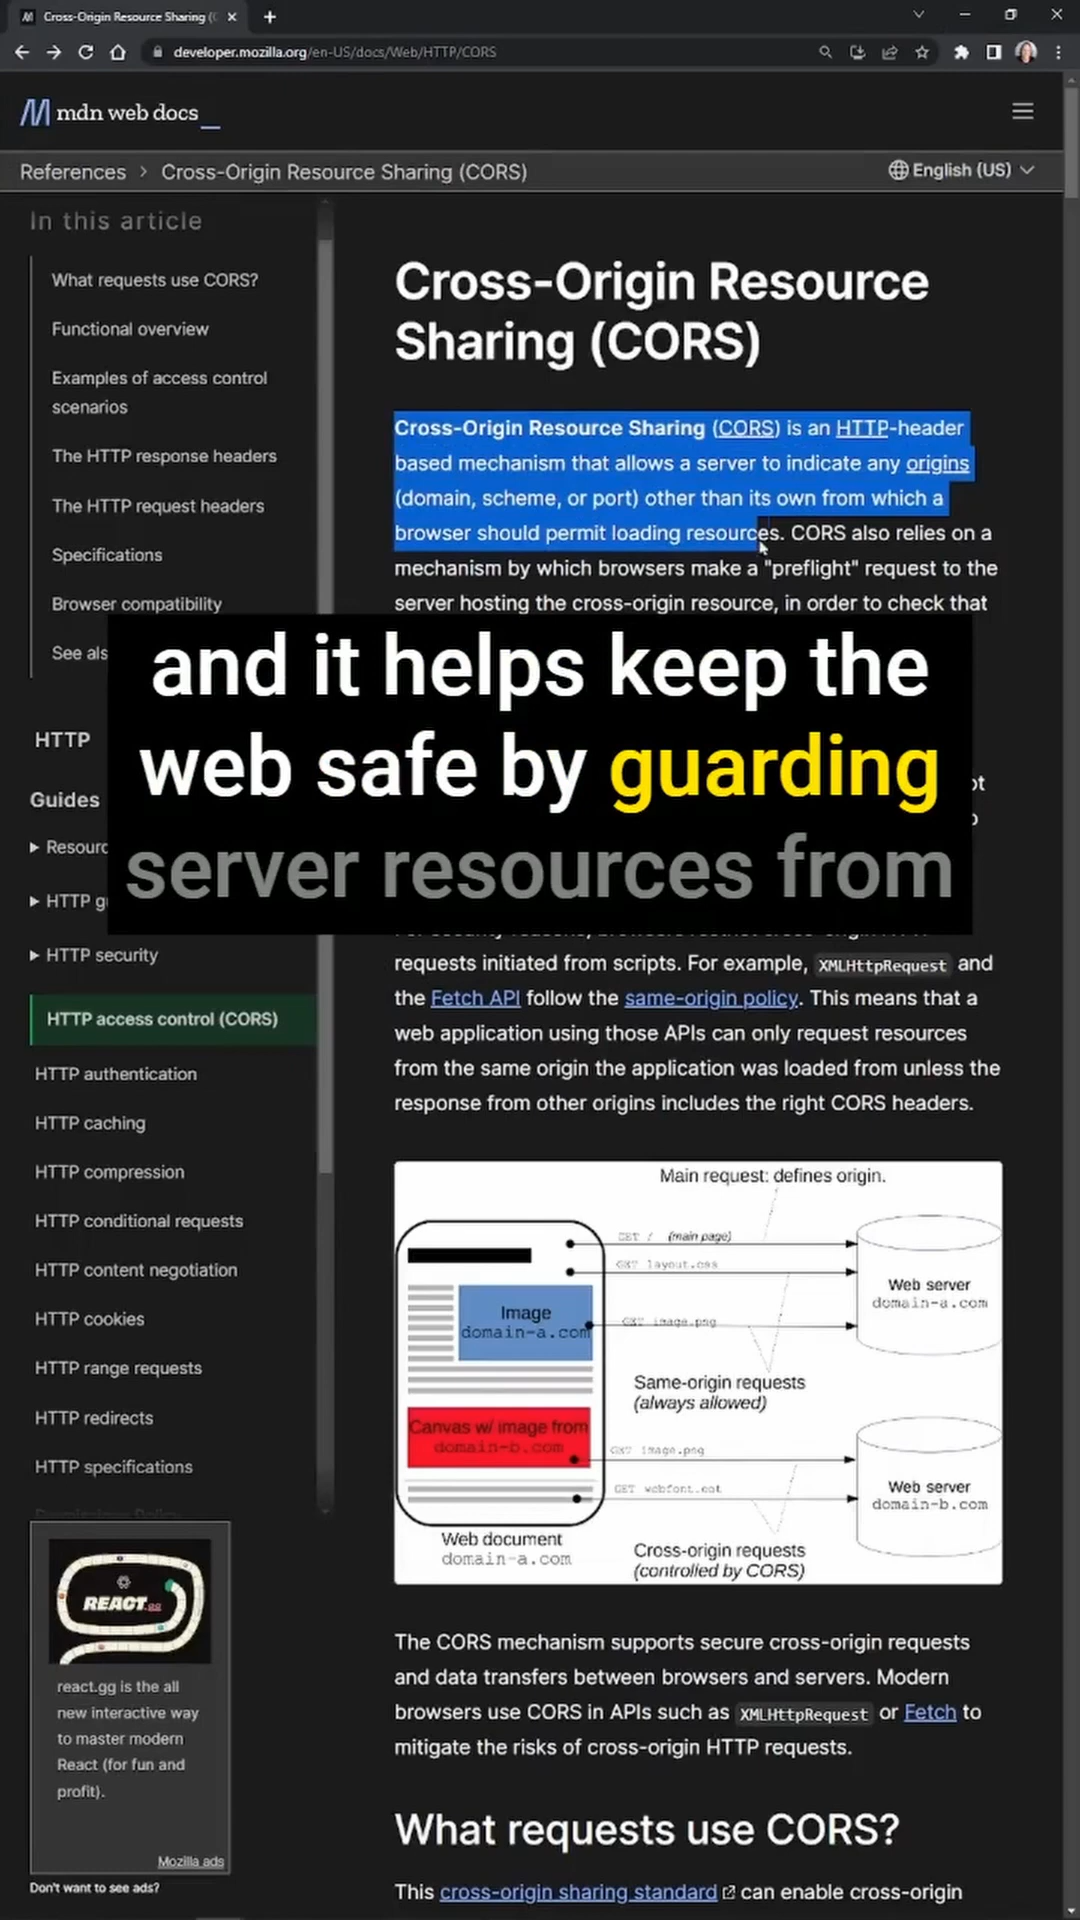 Cross-Origin Resource Sharing (
developer.mozilla.org/en-US/docs/Web/HTTP/CORS
mdn web docs_
References > Cross-Origin Resource Sharing (CORS)
English (US)
In this article
What requests use CORS?
Functional overview
Examples of access control
scenarios
The HTTP response headers
The HTTP request headers
Specifications
Browser compatibility
See als
HTTP
Guides
Resourc
HTTP gu
HTTP security
HTTP access control (CORS)
HTTP authentication
HTTP caching
HTTP compression
HTTP conditional requests
HTTP content negotiation
HTTP cookies
HTTP range requests
HTTP redirects
HTTP specifications
REACT.gg
react.gg is the all
new interactive way
to master modern
React (for fun and
profit).
Mozilla ads
Don't want to see ads?
Cross-Origin Resource
Sharing (CORS)
Cross-Origin Resource Sharing (CORS) is an HTTP-header
based mechanism that allows a server to indicate any origins
(domain, scheme, or port) other than its own from which a
browser should permit loading resources. CORS also relies on a
mechanism by which browsers make a "preflight" request to the
server hosting the cross-origin resource, in order to check that
and it helps keep the
web safe by guarding
server resources from
requests initiated from scripts. For example, XMLHttpRequest and
the Fetch API follow the same-origin policy. This means that a
web application using those APIs can only request resources
from the same origin the application was loaded from unless the
response from other origins includes the right CORS headers.
Main request: defines origin.
GET / (main page)
GET layout.css
Web server
domain-a.com
Image
domain-a.com
GET image.png
Same-origin requests
(always allowed)
Canvas w/ image from
domain-b.com
GET image.png
GET webfont.eot
Web server
domain-b.com
Web document
domain-a.com
Cross-origin requests
(controlled by CORS)
The CORS mechanism supports secure cross-origin requests
and data transfers between browsers and servers. Modern
browsers use CORS in APIs such as XMLHttpRequest or Fetch to
mitigate the risks of cross-origin HTTP requests.
What requests use CORS?
This cross-origin sharing standard can enable cross-origin